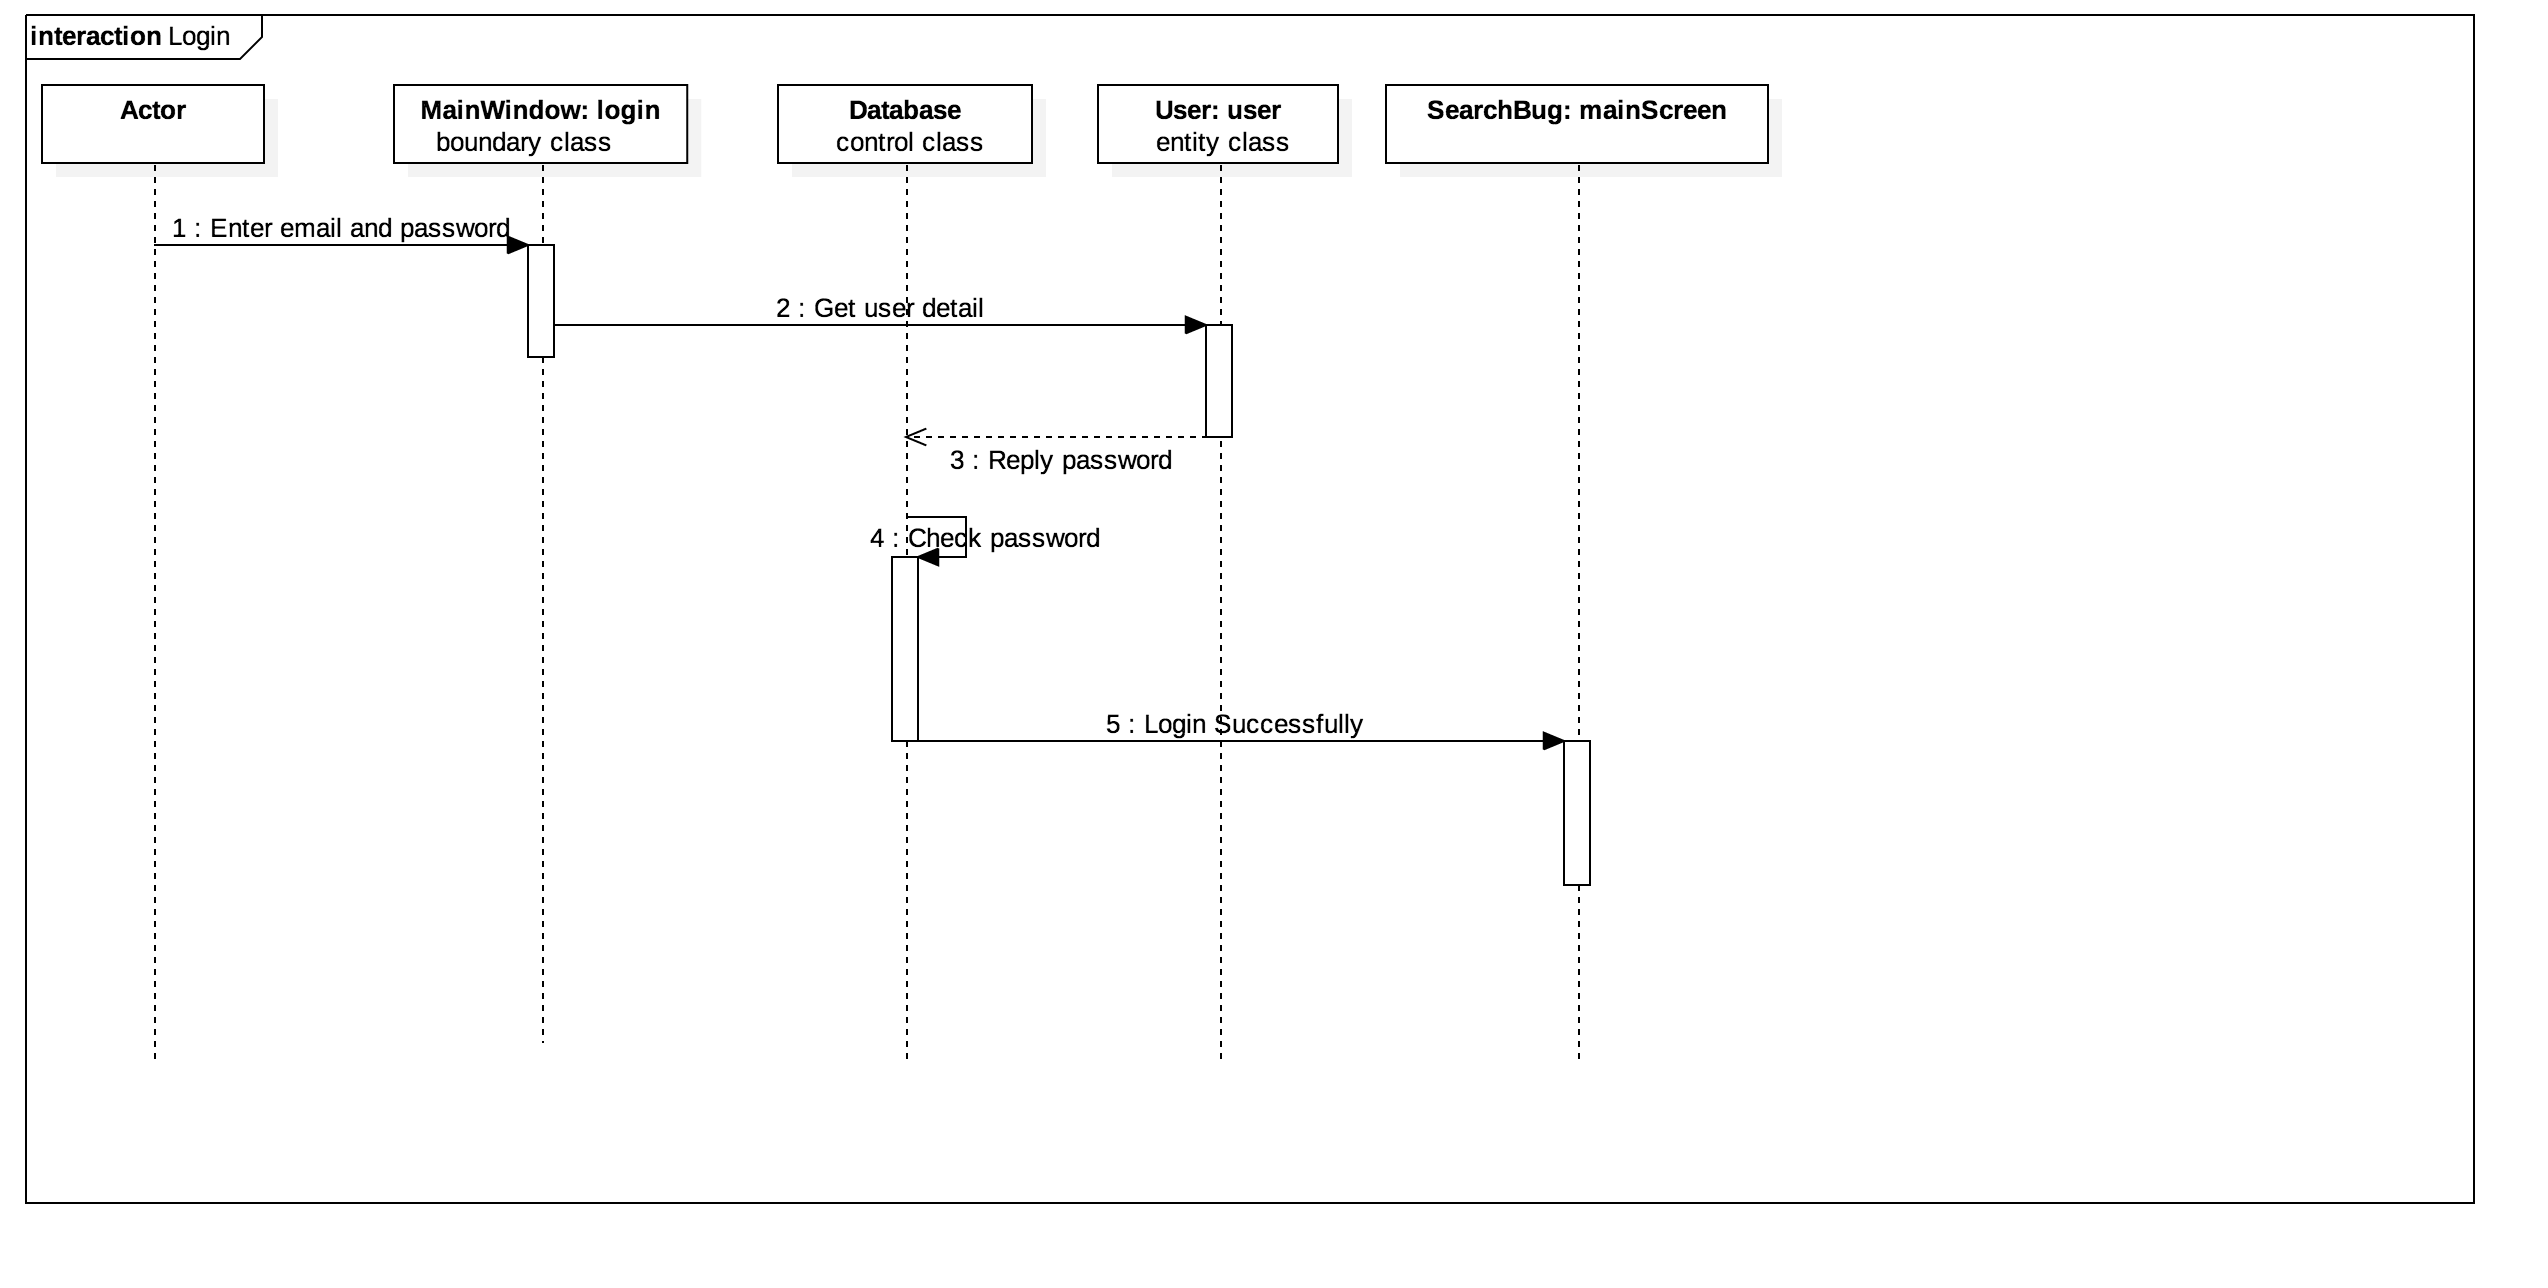 interaction Login
Actor
MainWindow: login
boundary class
Database
control class
User: user
entity class
SearchBug: mainScreen
1 : Enter email and password
2 : Get user detail
3 : Reply password
4 : Check password
5 : Login Successfully